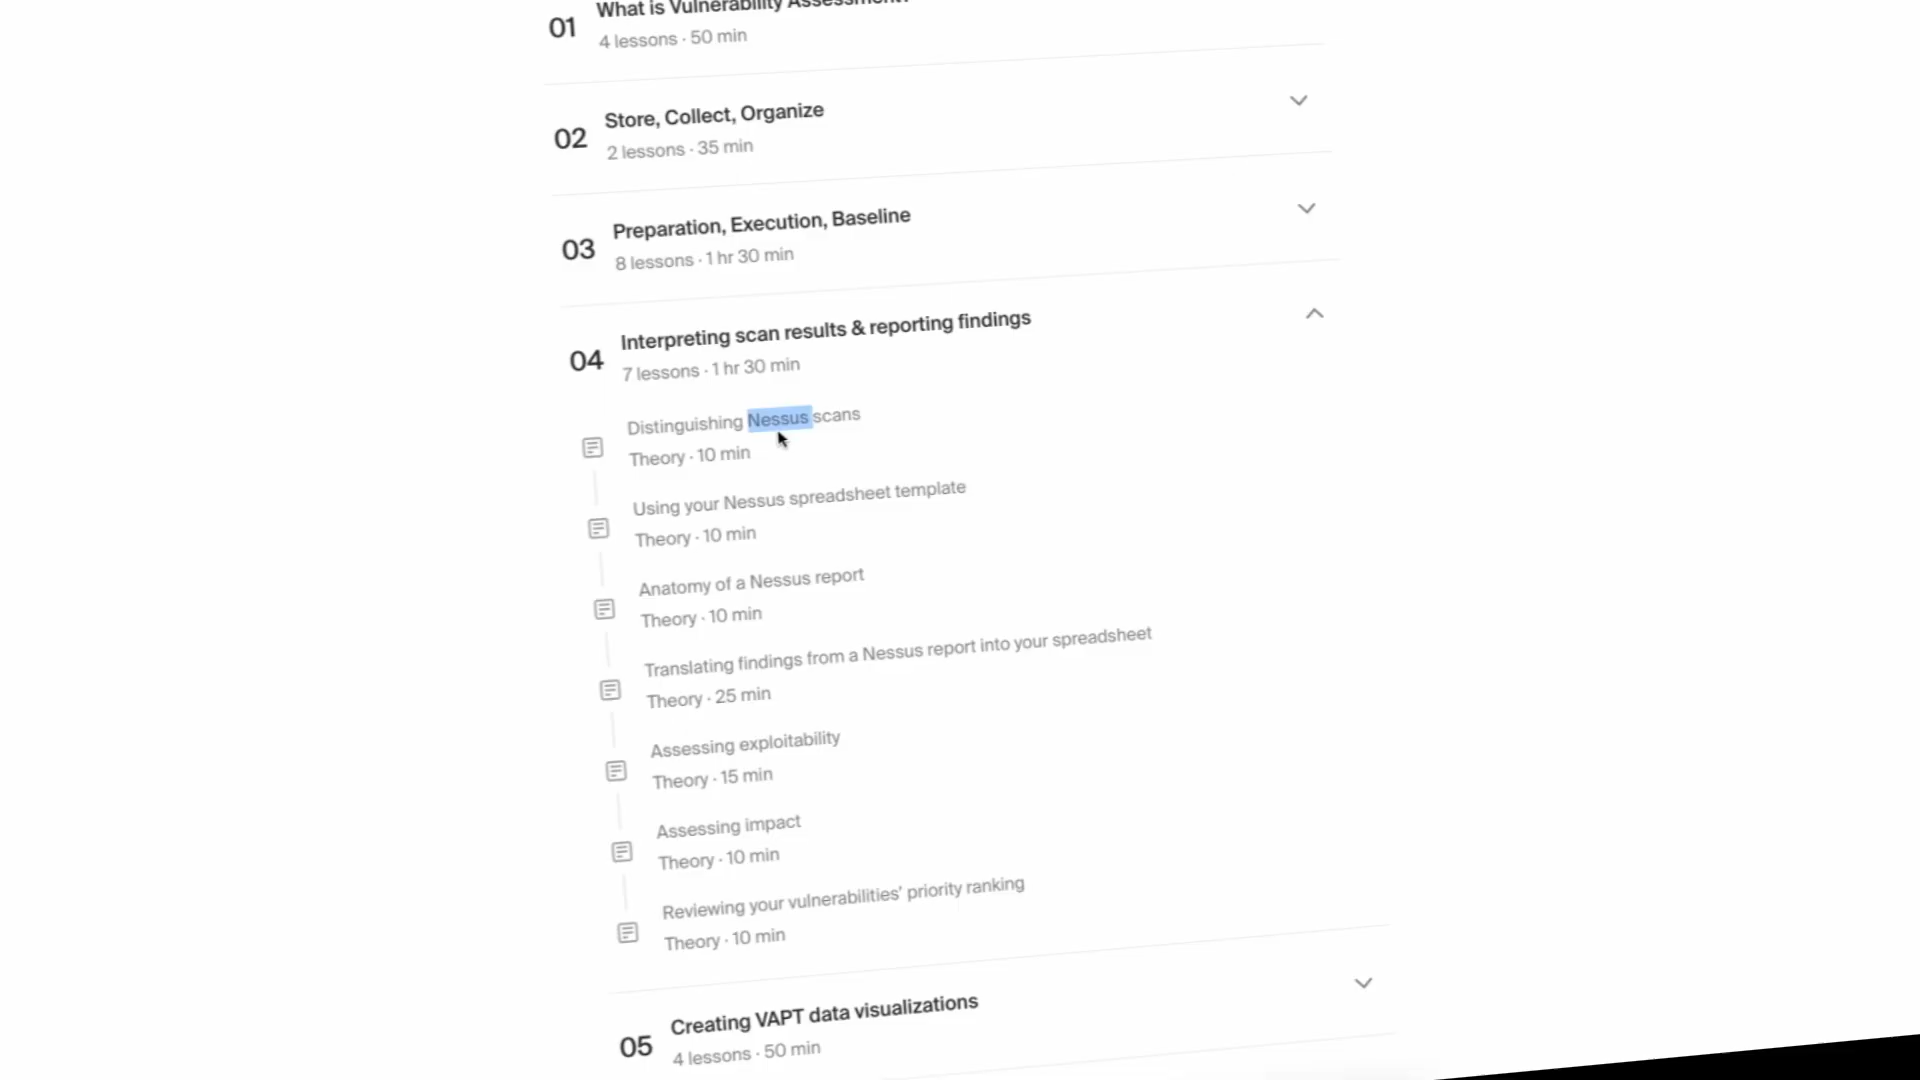 01
What is Vulnerability Assessment?
4 lessons · 50 min
02
Store, Collect, Organize
2 lessons · 35 min
03
Preparation, Execution, Baseline
8 lessons · 1 hr 30 min
04
Interpreting scan results & reporting findings
7 lessons · 1 hr 30 min
Distinguishing Nessus scans
Theory · 10 min
Using your Nessus spreadsheet template
Theory · 10 min
Anatomy of a Nessus report
Theory · 10 min
Translating findings from a Nessus report into your spreadsheet
Theory · 25 min
Assessing exploitability
Theory · 15 min
Assessing impact
Theory · 10 min
Reviewing your vulnerabilities' priority ranking
Theory · 10 min
05
Creating VAPT data visualizations
4 lessons · 50 min